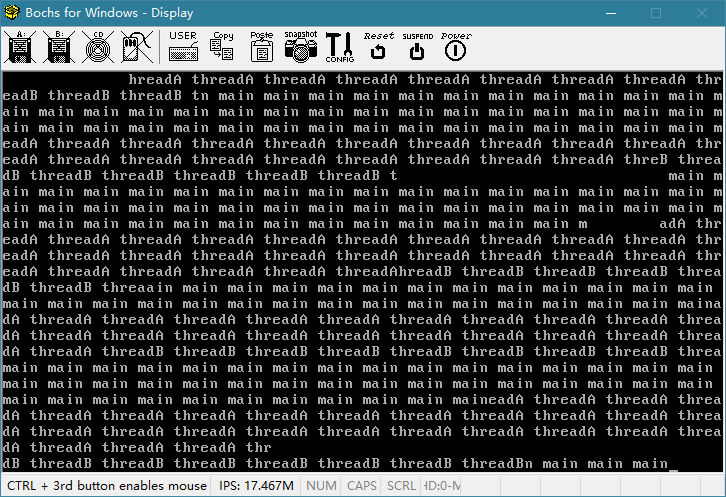 Bochs for Windows - Display
A: B: CD USER Copy Paste snapshot CONFIG Reset SUSPEND Power
hreadA threadA threadA threadA threadA threadA threadA threadA thr
eadB threadB threadB tn main main main main main main main main main main main m
ain main main main main main main main main main main main main main main main m
ain main main main main main main main main main main main main main main main m
eadA threadA threadA threadA threadA threadA threadA threadA threadA threadA thr
eadA threadA threadA threadA threadA threadA threadA threadA threadA threB threa
dB threadB threadB threadB threadB threadB t main m
ain main main main main main main main main main main main main main main main m
ain main main main main main main main main main main main main main main main m
ain main main main main main main main main main main main main m adA thr
eadA threadA threadA threadA threadA threadA threadA threadA threadA threadA thr
eadA threadA threadA threadA threadA threadA threadA threadA threadA threadA thr
eadA threadA threadA threadA threadA threadAhreadB threadB threadB threadB threa
dB threadB threaain main main main main main main main main main main main main
main main main main main main main main main main main main main main main maina
dA threadA threadA threadA threadA threadA threadA threadA threadA threadA threa
dA threadA threadA threadA threadA threadA threadA threadA threadA threadA threa
dA threadB threadB threadB threadB threadB threadB threadB threadB threadB threa
main main main main main main main main main main main main main main main main
main main main main main main main main main main main main main main main main
main main main main main main main main main main maineadA threadA threadA threa
dA threadA threadA threadA threadA threadA threadA threadA threadA threadA threa
dA threadA threadA threadA threadA threadA threadA threadA threadA threadA threa
dA threadA threadA threadA thr
dB threadB threadB threadB threadB threadB threadB threadBn main main main_
CTRL + 3rd button enables mouse IPS: 17.467M NUM CAPS SCRL HD:0-M